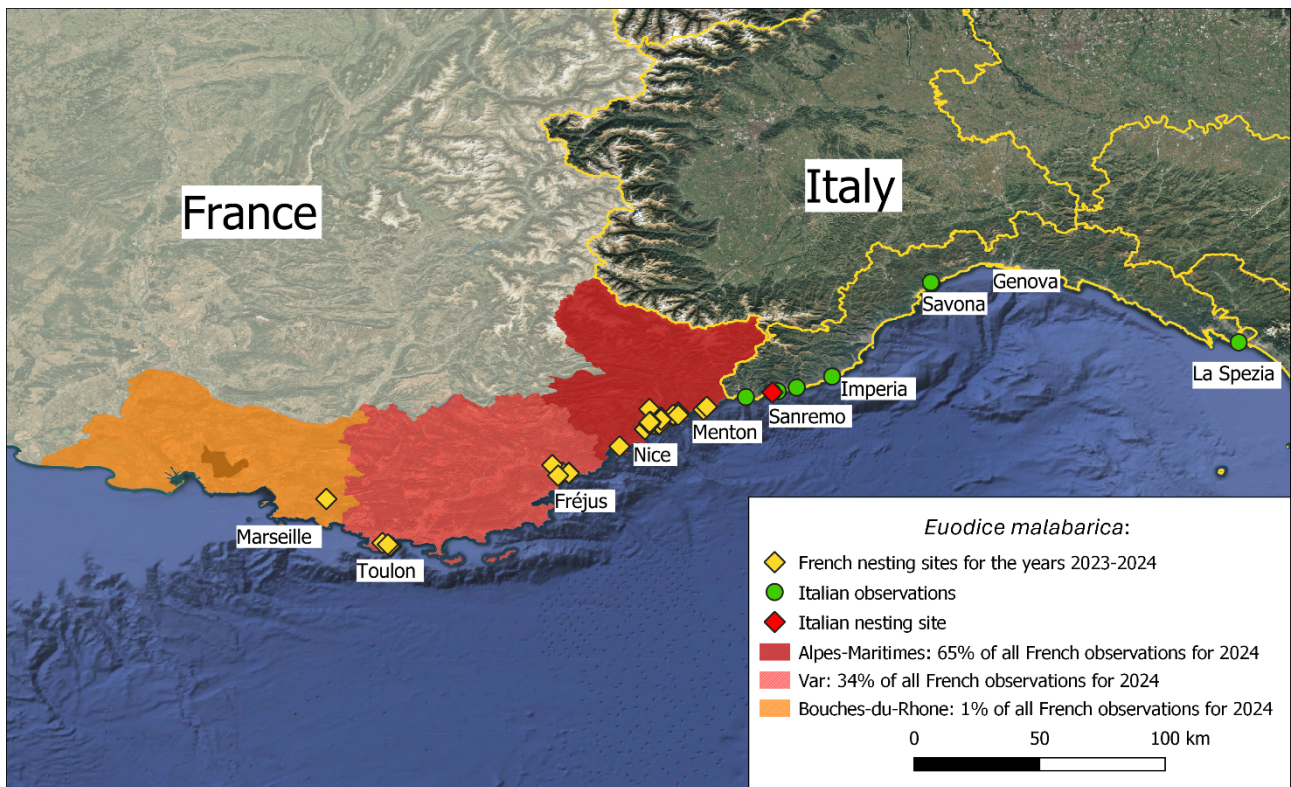 France
Italy
Genova
Savona
La Spezia
Imperia
Sanremo
Menton
Nice
Fréjus
Marseille
Toulon
Euodice malabarica:
French nesting sites for the years 2023-2024
Italian observations
Italian nesting site
Alpes-Maritimes: 65% of all French observations for 2024
Var: 34% of all French observations for 2024
Bouches-du-Rhone: 1% of all French observations for 2024
0 50 100 km